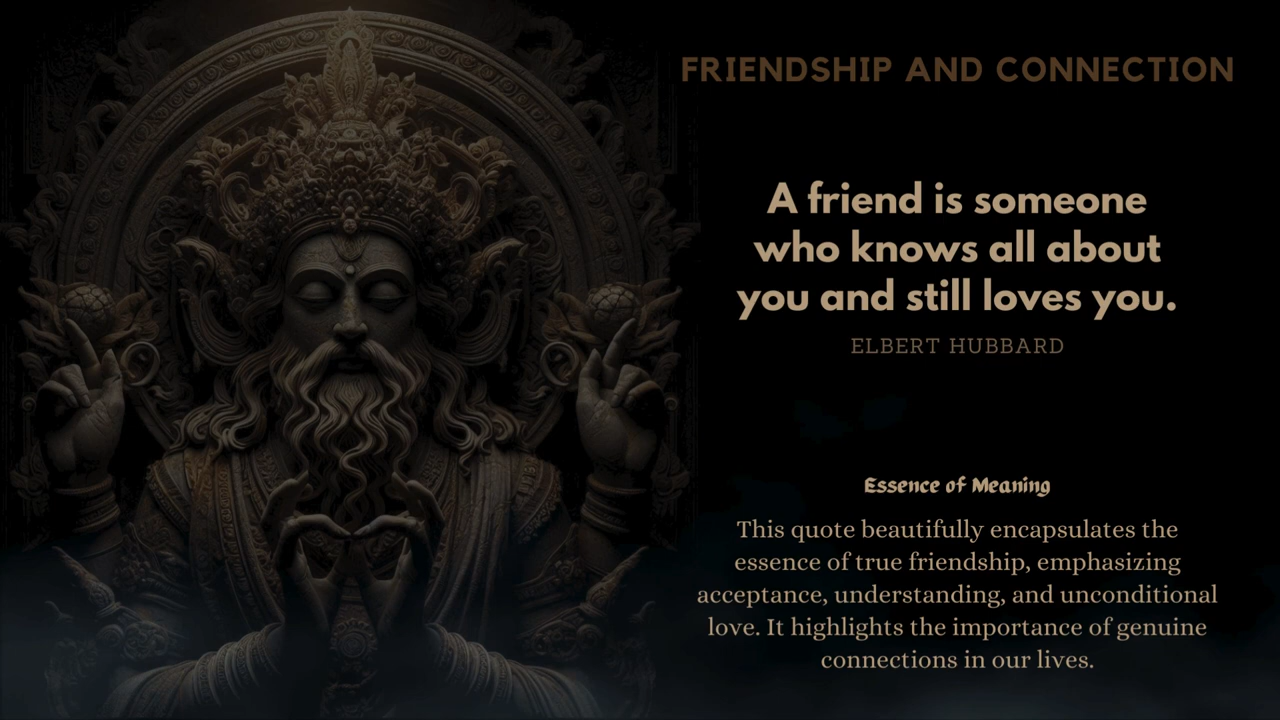 FRIENDSHIP AND CONNECTION
A friend is someone
who knows all about
you and still loves you.
ELBERT HUBBARD
Essence of Meaning
This quote beautifully encapsulates the
essence of true friendship, emphasizing
acceptance, understanding, and unconditional
love. It highlights the importance of genuine
connections in our lives.